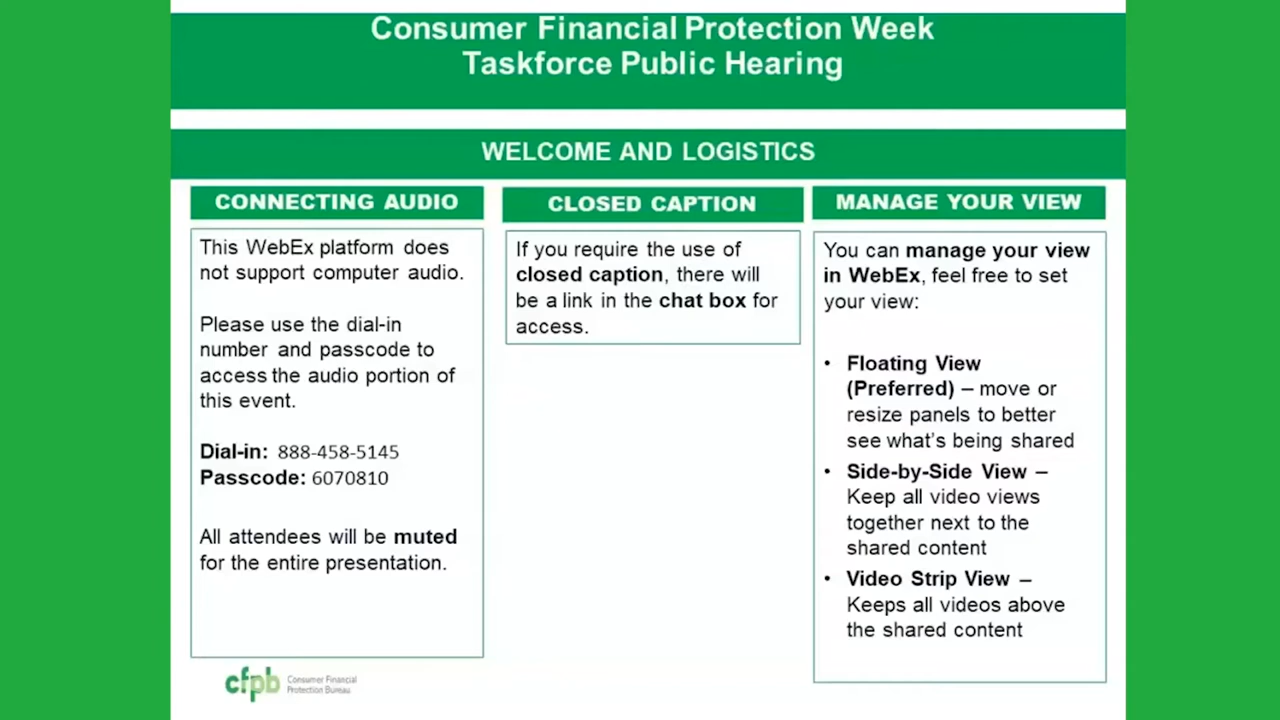 Consumer Financial Protection Week
Taskforce Public Hearing
WELCOME AND LOGISTICS
CONNECTING AUDIO
This WebEx platform does
not support computer audio.
Please use the dial-in
number and passcode to
access the audio portion of
this event.
Dial-in: 888-458-5145
Passcode: 6070810
All attendees will be muted
for the entire presentation.
CLOSED CAPTION
If you require the use of
closed caption, there will
be a link in the chat box for
access.
MANAGE YOUR VIEW
You can manage your view
in WebEx, feel free to set
your view:
• Floating View
(Preferred) – move or
resize panels to better
see what's being shared
• Side-by-Side View –
Keep all video views
together next to the
shared content
• Video Strip View –
Keeps all videos above
the shared content
cfpb
Consumer Financial
Protection Bureau